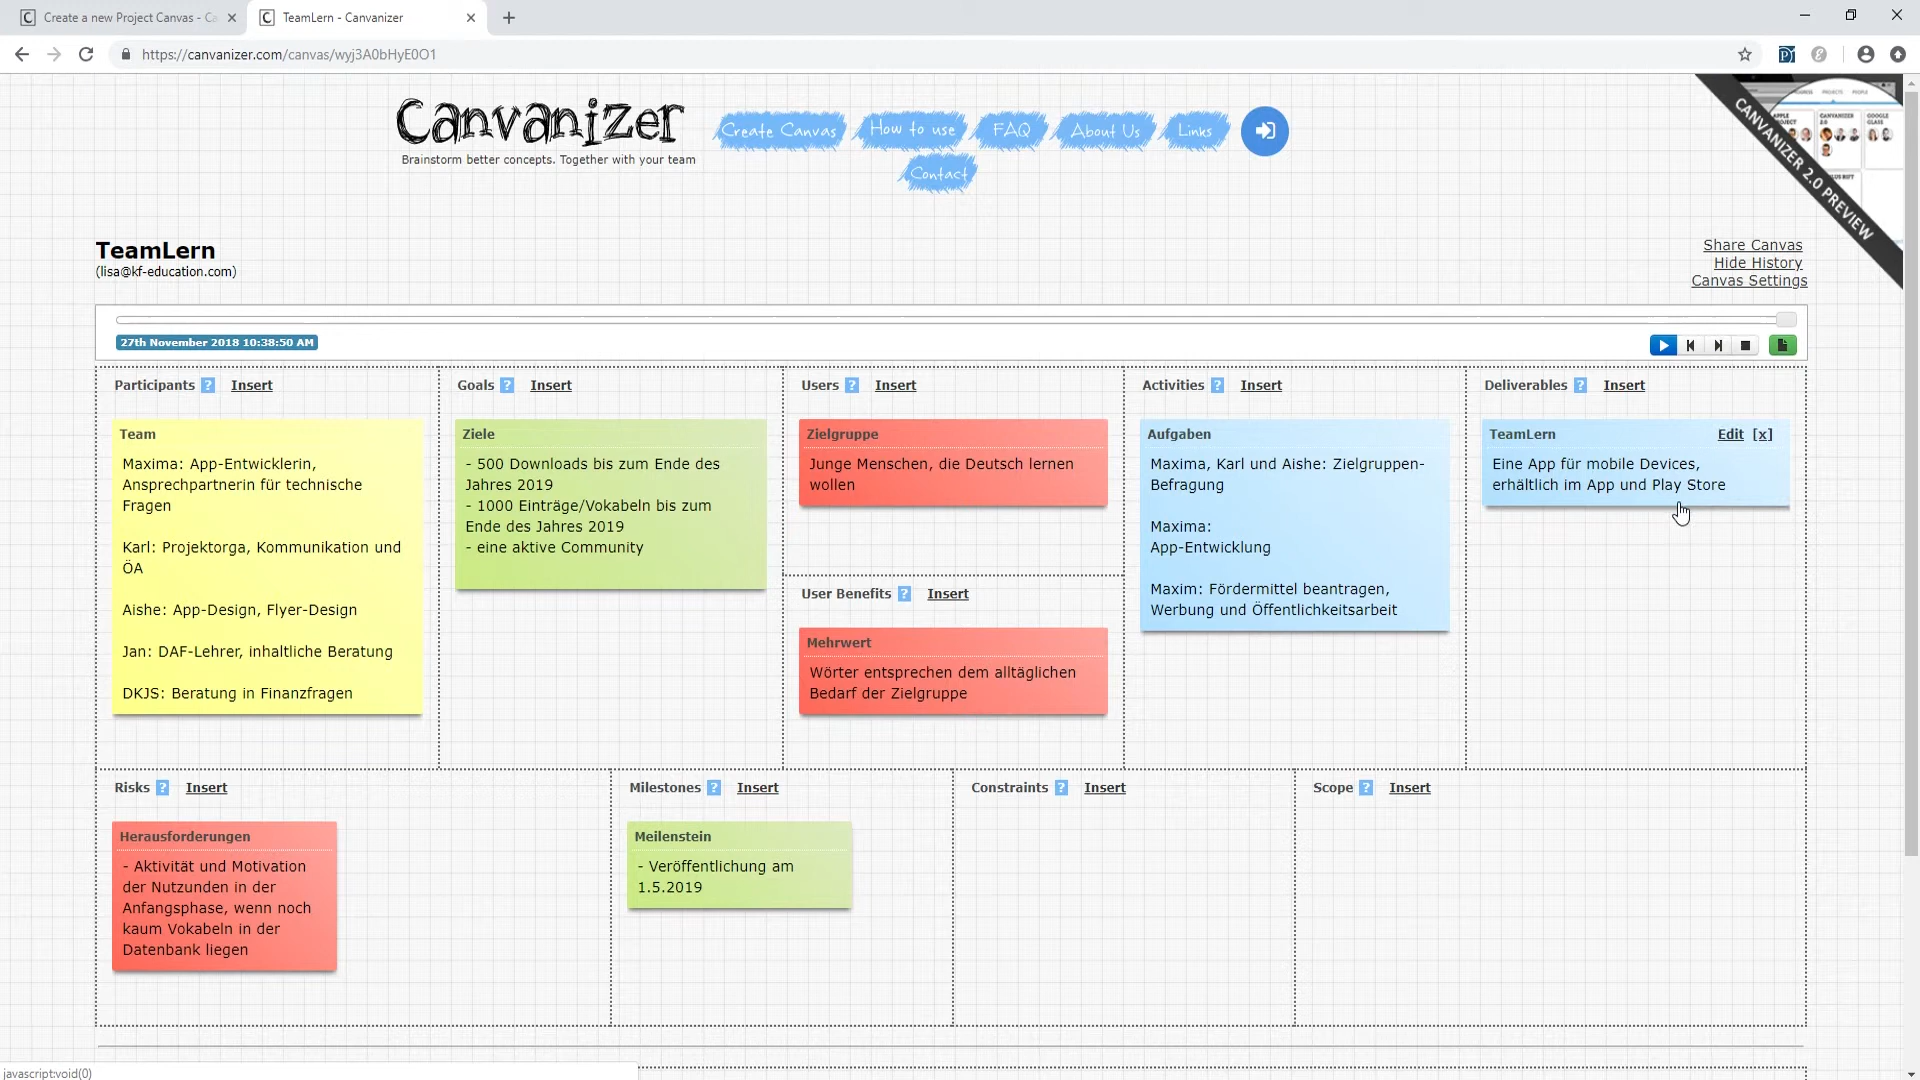 Create a new Project Canvas - Ca
TeamLern - Canvanizer
https://canvanizer.com/canvas/wyj3A0bHyE0O1
Canvanizer
Brainstorm better concepts. Together with your team
Create Canvas
How to use
FAQ
About Us
Links
Contact
CANVANIZER 2.0 PREVIEW
TeamLern
(lisa@kf-education.com)
Share Canvas
Hide History
Canvas Settings
27th November 2018 10:38:50 AM
Participants ? Insert
Team
Maxima: App-Entwicklerin,
Ansprechpartnerin für technische
Fragen
Karl: Projektorga, Kommunikation und
ÖA
Aishe: App-Design, Flyer-Design
Jan: DAF-Lehrer, inhaltliche Beratung
DKJS: Beratung in Finanzfragen
Goals ? Insert
Ziele
- 500 Downloads bis zum Ende des
Jahres 2019
- 1000 Einträge/Vokabeln bis zum
Ende des Jahres 2019
- eine aktive Community
Users ? Insert
Zielgruppe
Junge Menschen, die Deutsch lernen
wollen
User Benefits ? Insert
Mehrwert
Wörter entsprechen dem alltäglichen
Bedarf der Zielgruppe
Activities ? Insert
Aufgaben
Maxima, Karl und Aishe: Zielgruppen-
Befragung
Maxima:
App-Entwicklung
Maxim: Fördermittel beantragen,
Werbung und Öffentlichkeitsarbeit
Deliverables ? Insert
TeamLern Edit [x]
Eine App für mobile Devices,
erhältlich im App und Play Store
Risks ? Insert
Herausforderungen
- Aktivität und Motivation
der Nutzunden in der
Anfangsphase, wenn noch
kaum Vokabeln in der
Datenbank liegen
Milestones ? Insert
Meilenstein
- Veröffentlichung am
1.5.2019
Constraints ? Insert
Scope ? Insert
javascript:void(0)